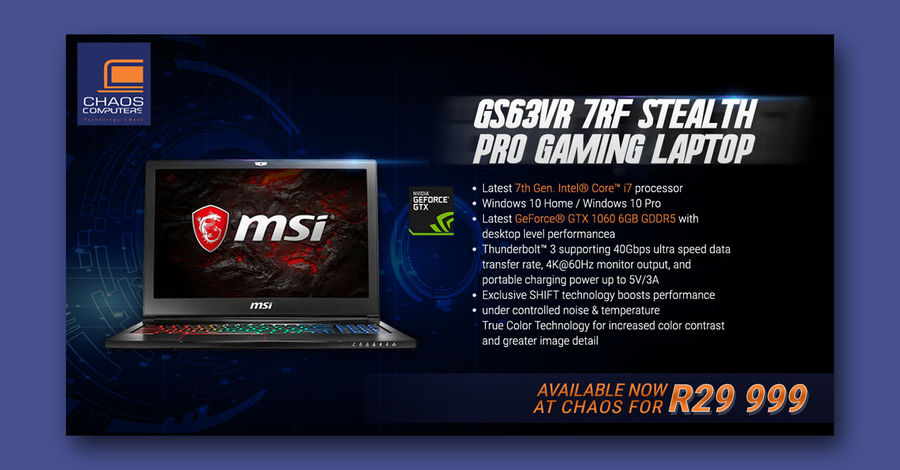 CHAOS
COMPUTERS
GS63VR 7RF STEALTH
PRO GAMING LAPTOP
• Latest 7th Gen. Intel® Core™ i7 processor
• Windows 10 Home / Windows 10 Pro
• Latest GeForce® GTX 1060 6GB GDDR5 with
desktop level performancea
• Thunderbolt™ 3 supporting 40Gbps ultra speed data
transfer rate, 4K@60Hz monitor output, and
portable charging power up to 5V/3A
• Exclusive SHIFT technology boosts performance
• under controlled noise & temperature
True Color Technology for increased color contrast
and greater image detail
NVIDIA
GEFORCE
GTX
msi
msi
AVAILABLE NOW
AT CHAOS FOR R29 999